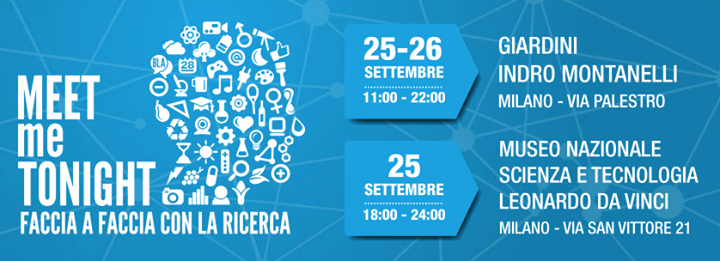 MEET
me
TONIGHT
FACCIA A FACCIA CON LA RICERCA
BLA
28
25-26
SETTEMBRE
11:00 - 22:00
GIARDINI
INDRO MONTANELLI
MILANO - VIA PALESTRO
25
SETTEMBRE
18:00 - 24:00
MUSEO NAZIONALE
SCIENZA E TECNOLOGIA
LEONARDO DA VINCI
MILANO - VIA SAN VITTORE 21